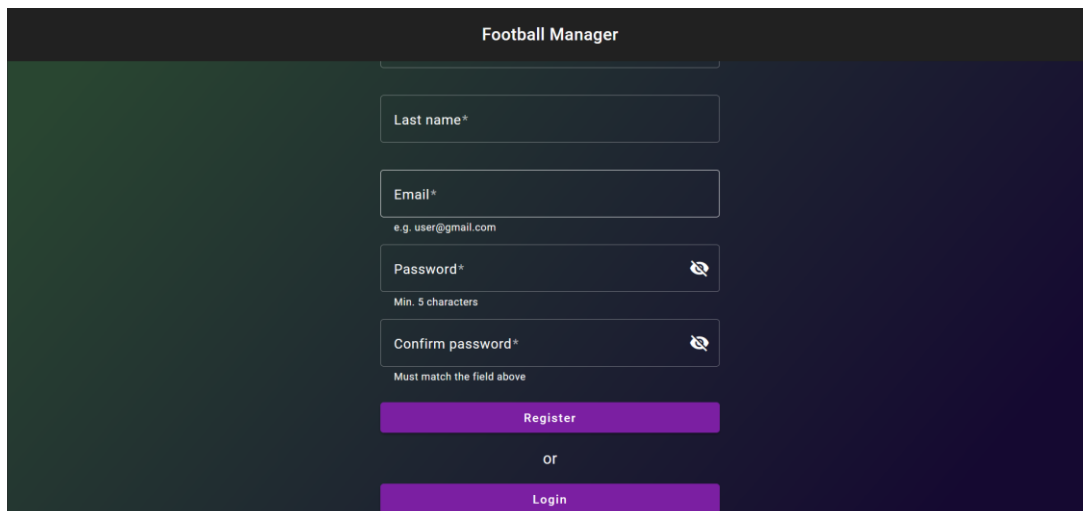 Football Manager
Last name*
Email*
e.g. user@gmail.com
Password*
Min. 5 characters
Confirm password*
Must match the field above
Register
or
Login